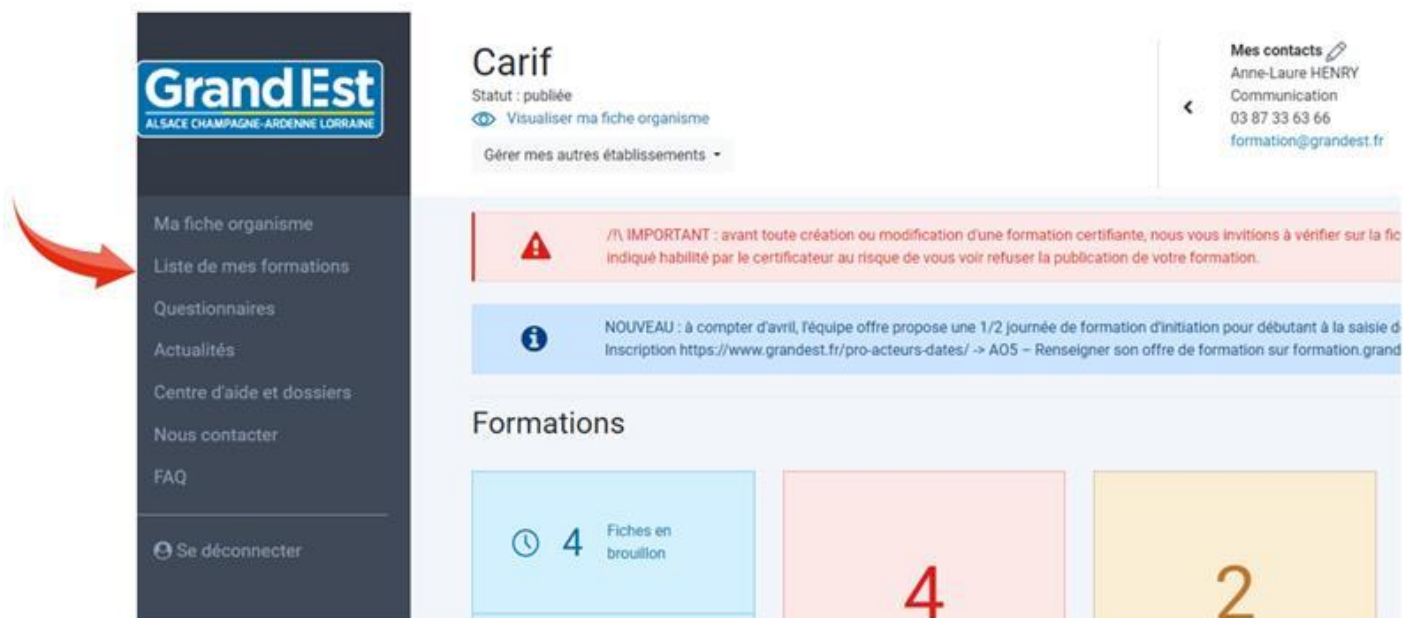 Grand Est
ALSACE CHAMPAGNE-ARDENNE LORRAINE
Ma fiche organisme
Liste de mes formations
Questionnaires
Actualités
Centre d'aide et dossiers
Nous contacter
FAQ
Se déconnecter
Carif
Statut : publiée
Visualiser ma fiche organisme
Gérer mes autres établissements
Mes contacts
Anne-Laure HENRY
Communication
03 87 33 63 66
formation@grandest.fr
/!\ IMPORTANT : avant toute création ou modification d'une formation certifiante, nous vous invitions à vérifier sur la fic
indiqué habilité par le certificateur au risque de vous voir refuser la publication de votre formation.
NOUVEAU : à compter d'avril, l'équipe offre propose une 1/2 journée de formation d'initiation pour débutant à la saisie d
Inscription https://www.grandest.fr/pro-acteurs-dates/ -> AO5 – Renseigner son offre de formation sur formation.grand
Formations
4 Fiches en
brouillon
4
2